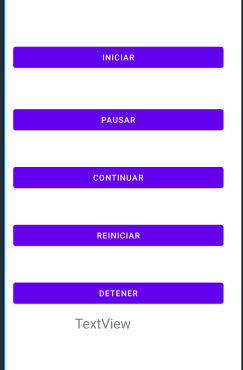 INICIAR
PAUSAR
CONTINUAR
REINICIAR
DETENER
TextView